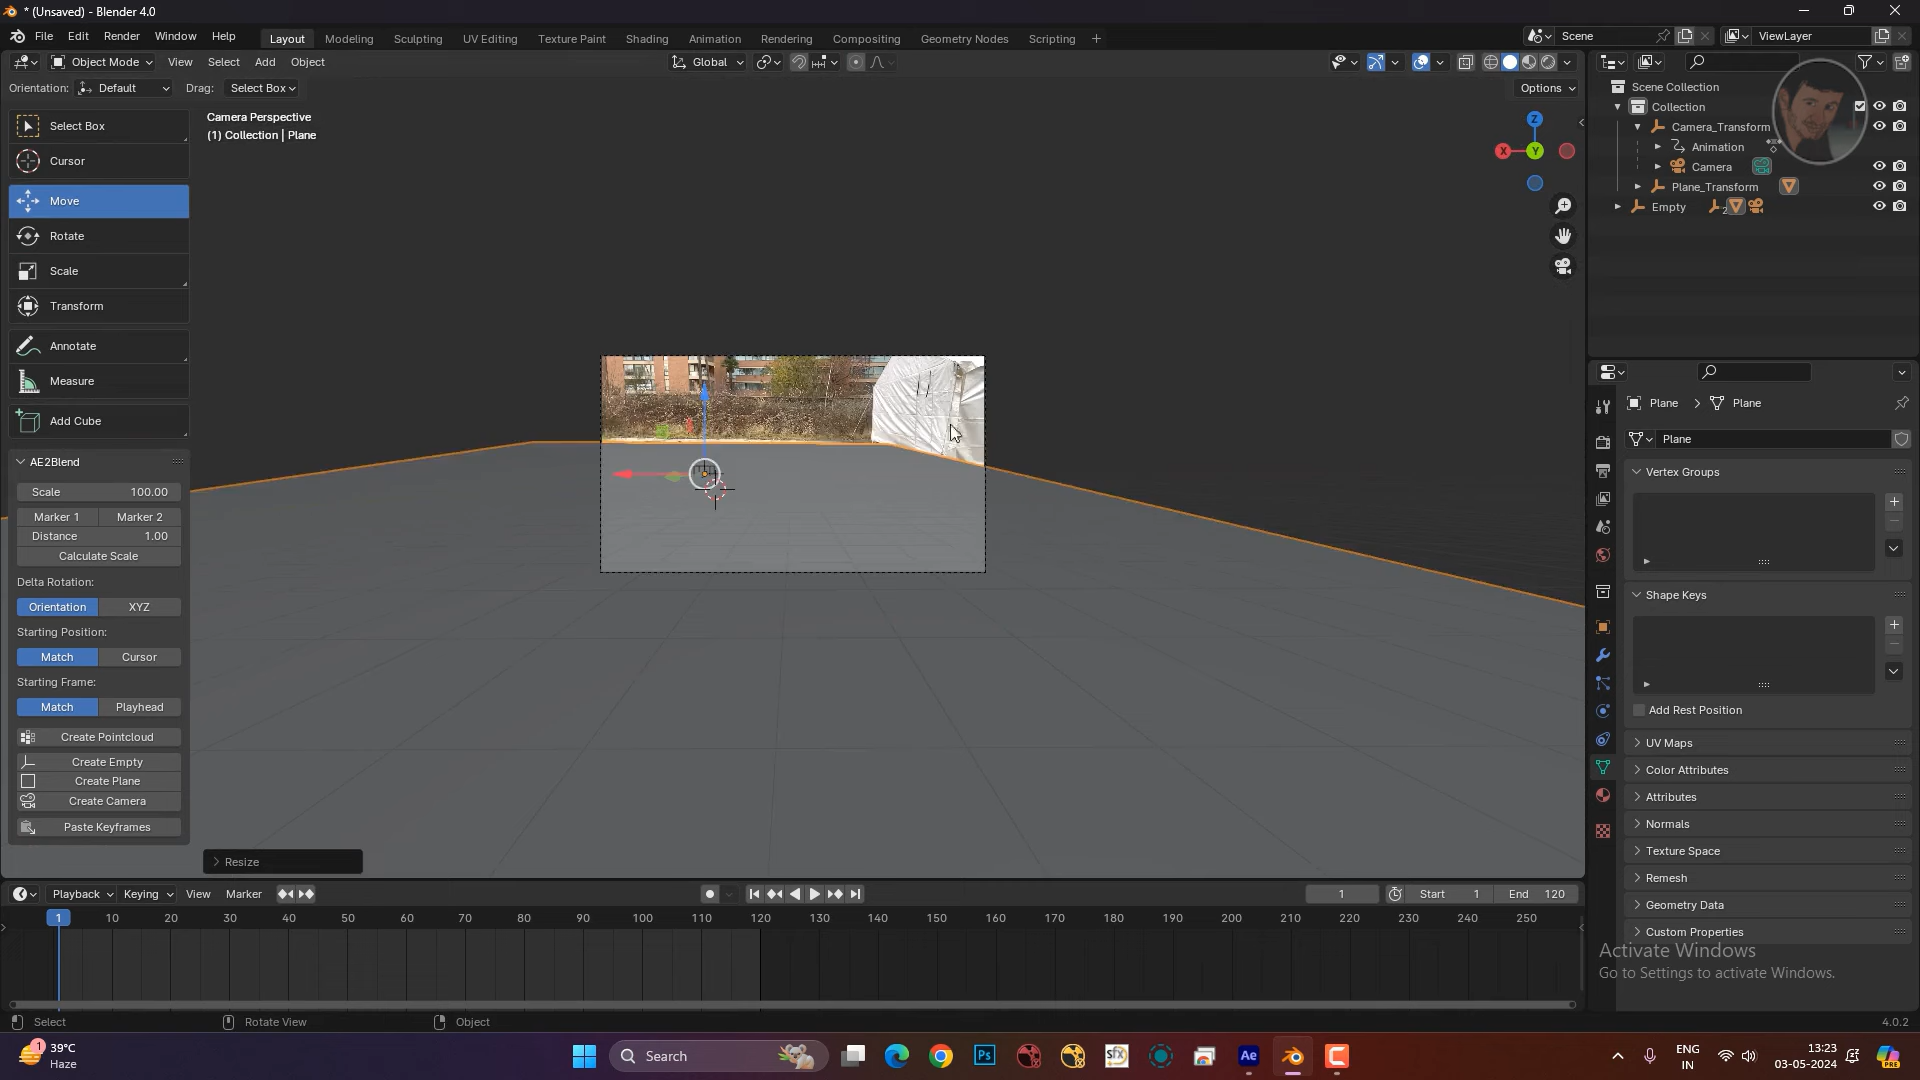 * (Unsaved) - Blender 4.0
File Edit Render Window Help
Layout Modeling Sculpting UV Editing Texture Paint Shading Animation Rendering Compositing Geometry Nodes Scripting
Scene
ViewLayer
Object Mode View Select Add Object
Global
Orientation: Default Drag: Select Box
Options
Camera Perspective
(1) Collection | Plane
Select Box
Cursor
Move
Rotate
Scale
Transform
Annotate
Measure
Add Cube
AE2Blend
Scale 100.00
Marker 1 Marker 2
Distance 1.00
Calculate Scale
Delta Rotation:
Orientation XYZ
Starting Position:
Match Cursor
Starting Frame:
Match Playhead
Create Pointcloud
Create Empty
Create Plane
Create Camera
Paste Keyframes
Resize
Z
X
Y
Scene Collection
Collection
Camera_Transform
Animation
Camera
Plane_Transform
Empty
2
Plane Plane
Plane
Vertex Groups
Shape Keys
Add Rest Position
UV Maps
Color Attributes
Attributes
Normals
Texture Space
Remesh
Geometry Data
Custom Properties
Activate Windows
Go to Settings to activate Windows.
Playback Keying View Marker
1
Start 1
End 120
1 10 20 30 40 50 60 70 80 90 100 110 120 130 140 150 160 170 180 190 200 210 220 230 240 250
Select
Rotate View
Object
4.0.2
1
39°C
Haze
Search
Ps
sfx
Ae
ENG
IN
13:23
03-05-2024
PRE